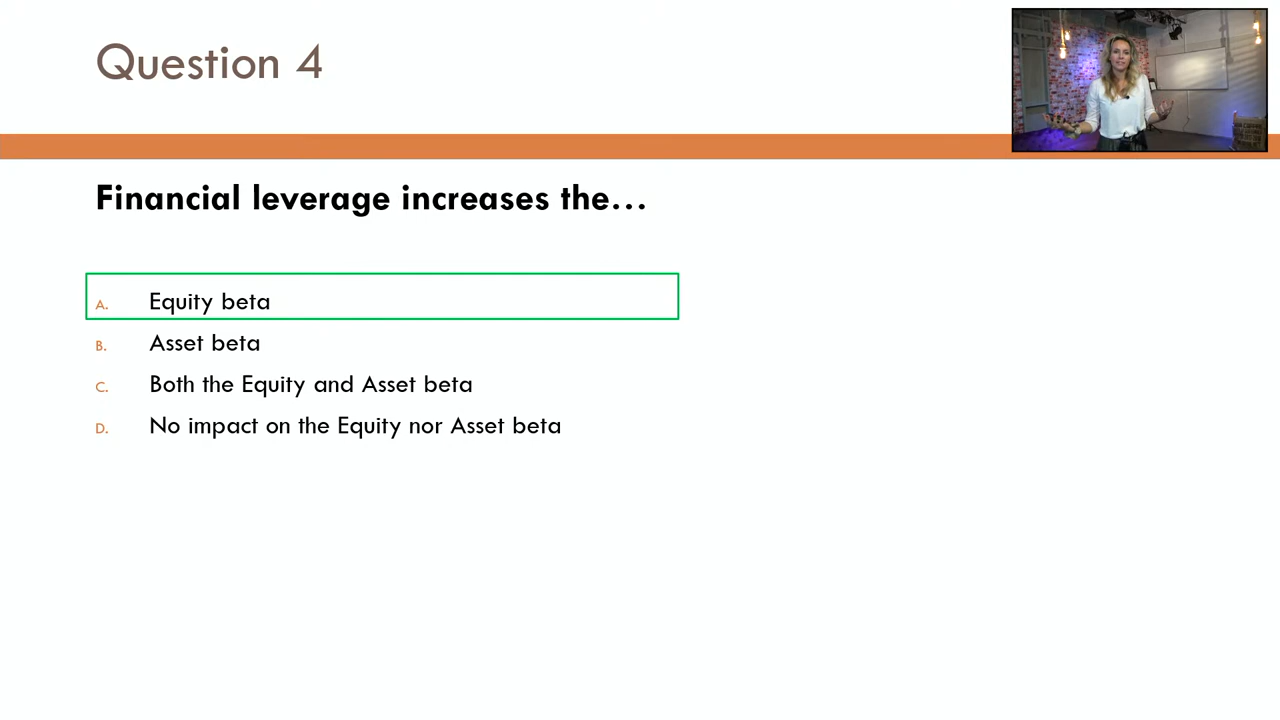 Question 4
Financial leverage increases the...
A. Equity beta
B. Asset beta
C. Both the Equity and Asset beta
D. No impact on the Equity nor Asset beta